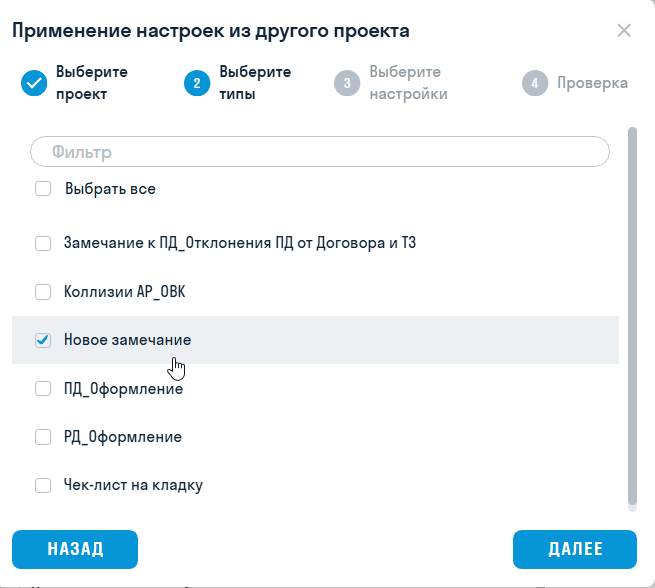 Применение настроек из другого проекта
Выберите
проект
2
Выберите
типы
3
Выберите
настройки
4
Проверка
Фильтр
Выбрать все
Замечание к ПД_Отклонения ПД от Договора и ТЗ
Коллизии АР_ОВК
Новое замечание
ПД_Оформление
РД_Оформление
Чек-лист на кладку
НАЗАД
ДАЛЕЕ